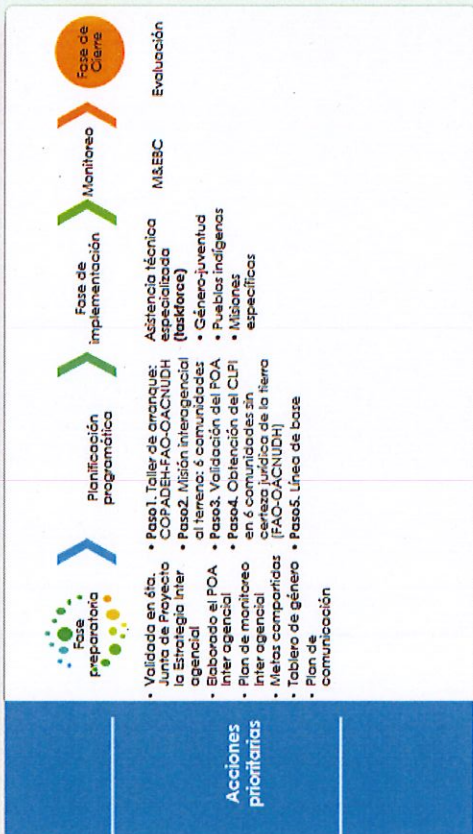 Fase
preparatoria
Planificación
programática
Fase de
implementación
Monitoreo
Fase de
Cierre
Acciones
prioritarias
• Validada en 6ta.
Junta de Proyecto
la Estrategia Inter
agencial
• Elaborado el POA
Inter agencial
• Plan de monitoreo
Inter agencial
• Metas compartidas
• Tablero de género
• Plan de
comunicación
• Paso1. Taller de arranque:
COPADEH-FAO-OACNUDH
• Paso2. Misión interagencial
al terreno: 6 comunidades
• Paso3. Validación del POA
• Paso4. Obtención del CLPI
en 6 comunidades sin
certeza jurídica de la tierra
(FAO-OACNUDH)
• Paso5. Línea de base
Asistencia técnica
especializada
(taskforce)
• Género-juventud
• Pueblos indígenas
• Misiones
específicas
M&EBC
Evaluación